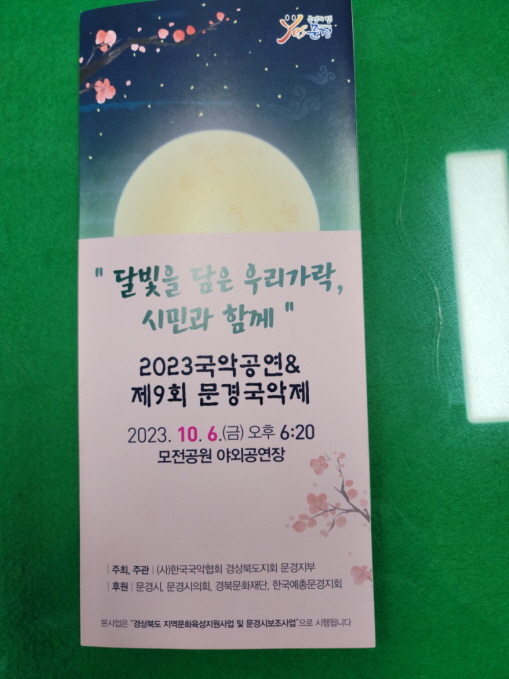 Yes 문경
" 달빛을 담은 우리가락,
시민과 함께 "
2023국악공연&
제9회 문경국악제
2023. 10. 6.(금) 오후 6:20
모전공원 야외공연장
주최, 주관 | (사)한국국악협회 경상북도지회 문경지부
후원 | 문경시, 문경시의회, 경북문화재단, 한국예총문경지회
본사업은 "경상북도 지역문화육성지원사업 및 문경시보조사업"으로 시행됩니다